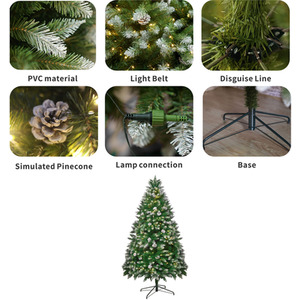 PVC material
Light Belt
Disguise Line
Simulated Pinecone
Lamp connection
Base